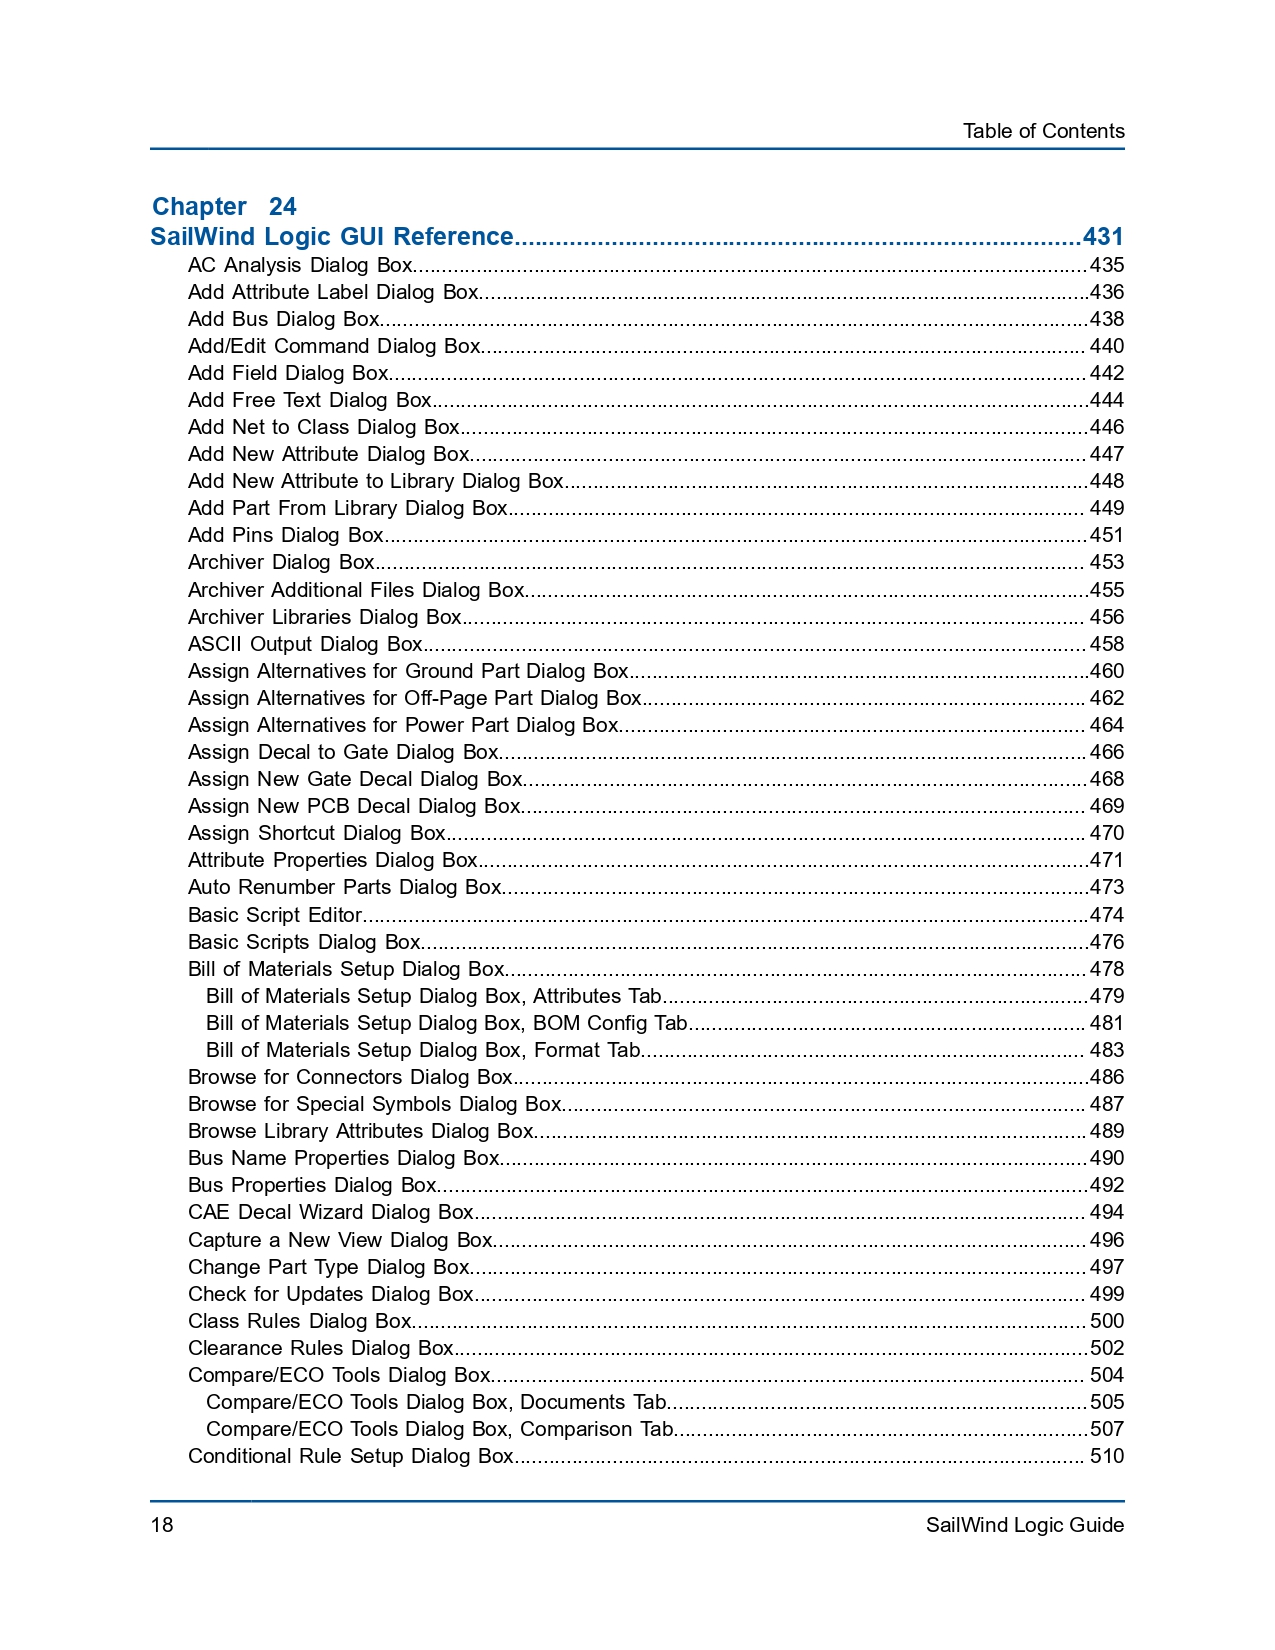 Table of Contents
Chapter 24
SailWind Logic GUI Reference....................................................................................431
AC Analysis Dialog Box.....................................................................................................................435
Add Attribute Label Dialog Box..........................................................................................................436
Add Bus Dialog Box...........................................................................................................................438
Add/Edit Command Dialog Box......................................................................................................... 440
Add Field Dialog Box......................................................................................................................... 442
Add Free Text Dialog Box..................................................................................................................444
Add Net to Class Dialog Box.............................................................................................................446
Add New Attribute Dialog Box........................................................................................................... 447
Add New Attribute to Library Dialog Box...........................................................................................448
Add Part From Library Dialog Box.................................................................................................... 449
Add Pins Dialog Box..........................................................................................................................451
Archiver Dialog Box........................................................................................................................... 453
Archiver Additional Files Dialog Box..................................................................................................455
Archiver Libraries Dialog Box............................................................................................................ 456
ASCII Output Dialog Box................................................................................................................... 458
Assign Alternatives for Ground Part Dialog Box................................................................................460
Assign Alternatives for Off-Page Part Dialog Box............................................................................. 462
Assign Alternatives for Power Part Dialog Box................................................................................. 464
Assign Decal to Gate Dialog Box...................................................................................................... 466
Assign New Gate Decal Dialog Box..................................................................................................468
Assign New PCB Decal Dialog Box.................................................................................................. 469
Assign Shortcut Dialog Box............................................................................................................... 470
Attribute Properties Dialog Box..........................................................................................................471
Auto Renumber Parts Dialog Box......................................................................................................473
Basic Script Editor..............................................................................................................................474
Basic Scripts Dialog Box....................................................................................................................476
Bill of Materials Setup Dialog Box..................................................................................................... 478
Bill of Materials Setup Dialog Box, Attributes Tab..........................................................................479
Bill of Materials Setup Dialog Box, BOM Config Tab..................................................................... 481
Bill of Materials Setup Dialog Box, Format Tab............................................................................. 483
Browse for Connectors Dialog Box....................................................................................................486
Browse for Special Symbols Dialog Box........................................................................................... 487
Browse Library Attributes Dialog Box................................................................................................ 489
Bus Name Properties Dialog Box...................................................................................................... 490
Bus Properties Dialog Box.................................................................................................................492
CAE Decal Wizard Dialog Box.......................................................................................................... 494
Capture a New View Dialog Box....................................................................................................... 496
Change Part Type Dialog Box........................................................................................................... 497
Check for Updates Dialog Box.......................................................................................................... 499
Class Rules Dialog Box..................................................................................................................... 500
Clearance Rules Dialog Box..............................................................................................................502
Compare/ECO Tools Dialog Box....................................................................................................... 504
Compare/ECO Tools Dialog Box, Documents Tab.........................................................................505
Compare/ECO Tools Dialog Box, Comparison Tab........................................................................507
Conditional Rule Setup Dialog Box................................................................................................... 510
18
SailWind Logic Guide